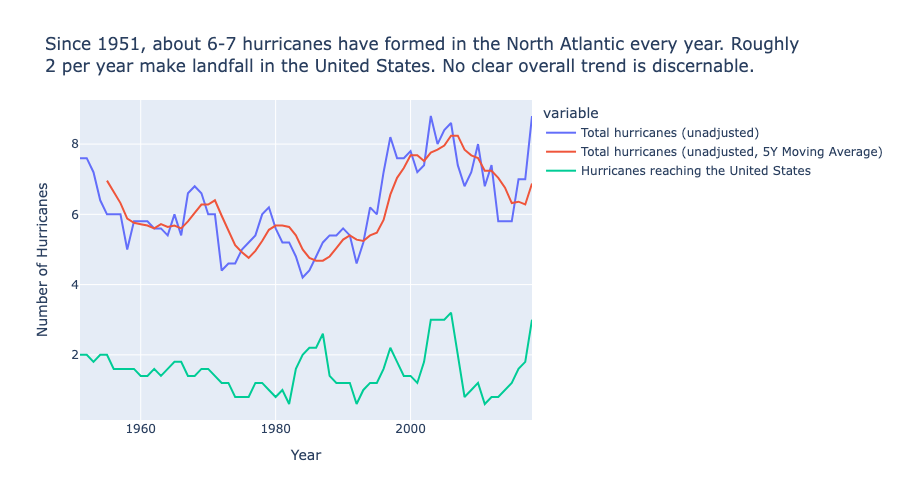 Since 1951, about 6-7 hurricanes have formed in the North Atlantic every year. Roughly
2 per year make landfall in the United States. No clear overall trend is discernable.
variable
Total hurricanes (unadjusted)
Total hurricanes (unadjusted, 5Y Moving Average)
Hurricanes reaching the United States
Number of Hurricanes
8
6
4
2
1960
1980
2000
Year